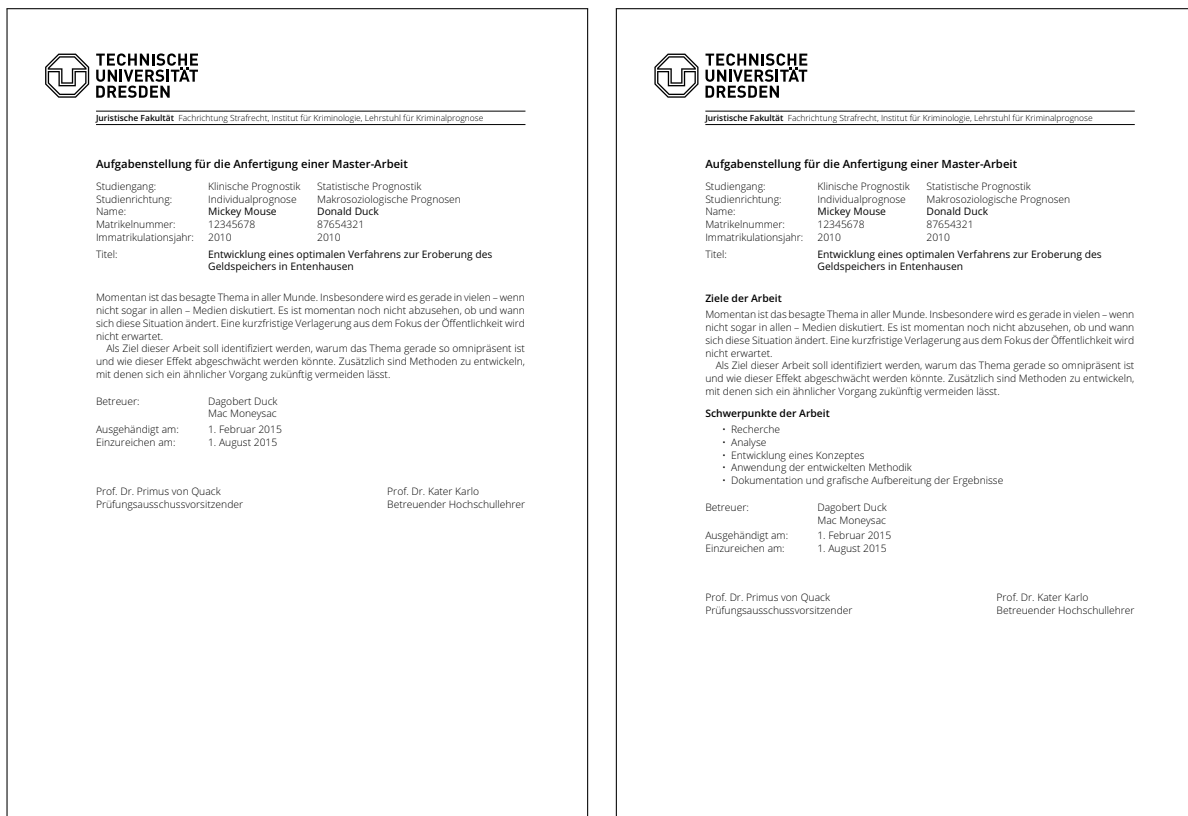 TECHNISCHE
UNIVERSITÄT
DRESDEN
Juristische Fakultät Fachrichtung Strafrecht, Institut für Kriminologie, Lehrstuhl für Kriminalprognose
Aufgabenstellung für die Anfertigung einer Master-Arbeit
Studiengang: Klinische Prognostik Statistische Prognostik
Studienrichtung: Individualprognose Makrosoziologische Prognosen
Name: Mickey Mouse Donald Duck
Matrikelnummer: 12345678 87654321
Immatrikulationsjahr: 2010 2010
Titel: Entwicklung eines optimalen Verfahrens zur Eroberung des
Geldspeichers in Entenhausen
Momentan ist das besagte Thema in aller Munde. Insbesondere wird es gerade in vielen – wenn
nicht sogar in allen – Medien diskutiert. Es ist momentan noch nicht abzusehen, ob und wann
sich diese Situation ändert. Eine kurzfristige Verlagerung aus dem Fokus der Öffentlichkeit wird
nicht erwartet.
Als Ziel dieser Arbeit soll identifiziert werden, warum das Thema gerade so omnipräsent ist
und wie dieser Effekt abgeschwächt werden könnte. Zusätzlich sind Methoden zu entwickeln,
mit denen sich ein ähnlicher Vorgang zukünftig vermeiden lässt.
Betreuer: Dagobert Duck
Mac Moneysac
Ausgehändigt am: 1. Februar 2015
Einzureichen am: 1. August 2015
Prof. Dr. Primus von Quack Prof. Dr. Kater Karlo
Prüfungsausschussvorsitzender Betreuender Hochschullehrer
TECHNISCHE
UNIVERSITÄT
DRESDEN
Juristische Fakultät Fachrichtung Strafrecht, Institut für Kriminologie, Lehrstuhl für Kriminalprognose
Aufgabenstellung für die Anfertigung einer Master-Arbeit
Studiengang: Klinische Prognostik Statistische Prognostik
Studienrichtung: Individualprognose Makrosoziologische Prognosen
Name: Mickey Mouse Donald Duck
Matrikelnummer: 12345678 87654321
Immatrikulationsjahr: 2010 2010
Titel: Entwicklung eines optimalen Verfahrens zur Eroberung des
Geldspeichers in Entenhausen
Ziele der Arbeit
Momentan ist das besagte Thema in aller Munde. Insbesondere wird es gerade in vielen – wenn
nicht sogar in allen – Medien diskutiert. Es ist momentan noch nicht abzusehen, ob und wann
sich diese Situation ändert. Eine kurzfristige Verlagerung aus dem Fokus der Öffentlichkeit wird
nicht erwartet.
Als Ziel dieser Arbeit soll identifiziert werden, warum das Thema gerade so omnipräsent ist
und wie dieser Effekt abgeschwächt werden könnte. Zusätzlich sind Methoden zu entwickeln,
mit denen sich ein ähnlicher Vorgang zukünftig vermeiden lässt.
Schwerpunkte der Arbeit
• Recherche
• Analyse
• Entwicklung eines Konzeptes
• Anwendung der entwickelten Methodik
• Dokumentation und grafische Aufbereitung der Ergebnisse
Betreuer: Dagobert Duck
Mac Moneysac
Ausgehändigt am: 1. Februar 2015
Einzureichen am: 1. August 2015
Prof. Dr. Primus von Quack Prof. Dr. Kater Karlo
Prüfungsausschussvorsitzender Betreuender Hochschullehrer